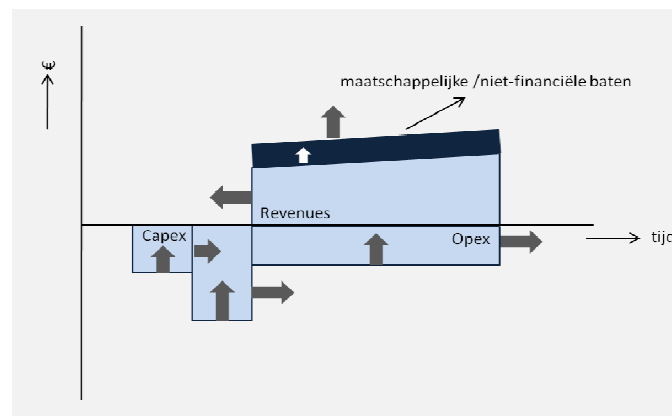 €
maatschappelijke /niet-financiële baten
Revenues
Capex
Opex
tijd